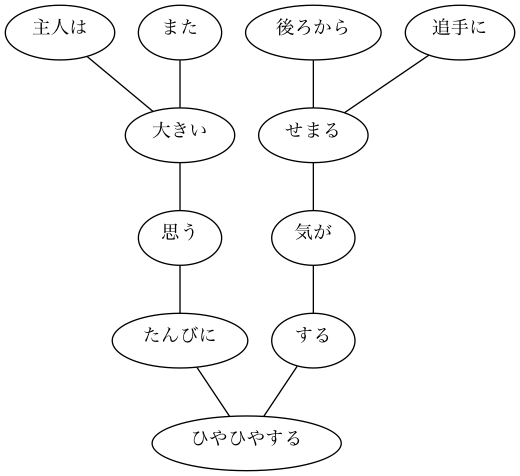 主人は また 後ろから 追手に
大きい せまる
思う 気が
たんびに する
ひやひやする